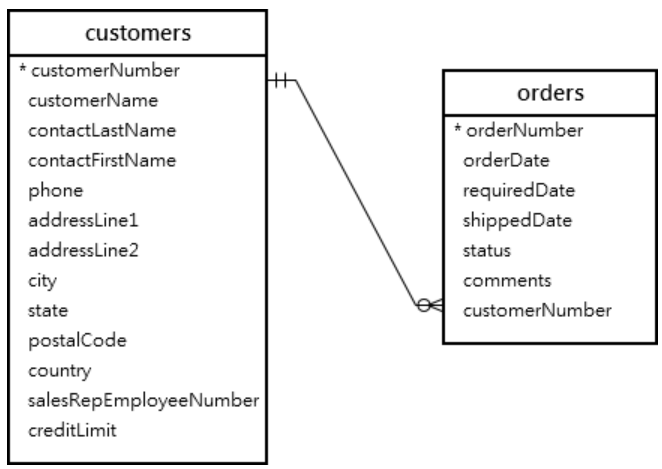 customers
* customerNumber
customerName
contactLastName
contactFirstName
phone
addressLine1
addressLine2
city
state
postalCode
country
salesRepEmployeeNumber
creditLimit
orders
* orderNumber
orderDate
requiredDate
shippedDate
status
comments
customerNumber